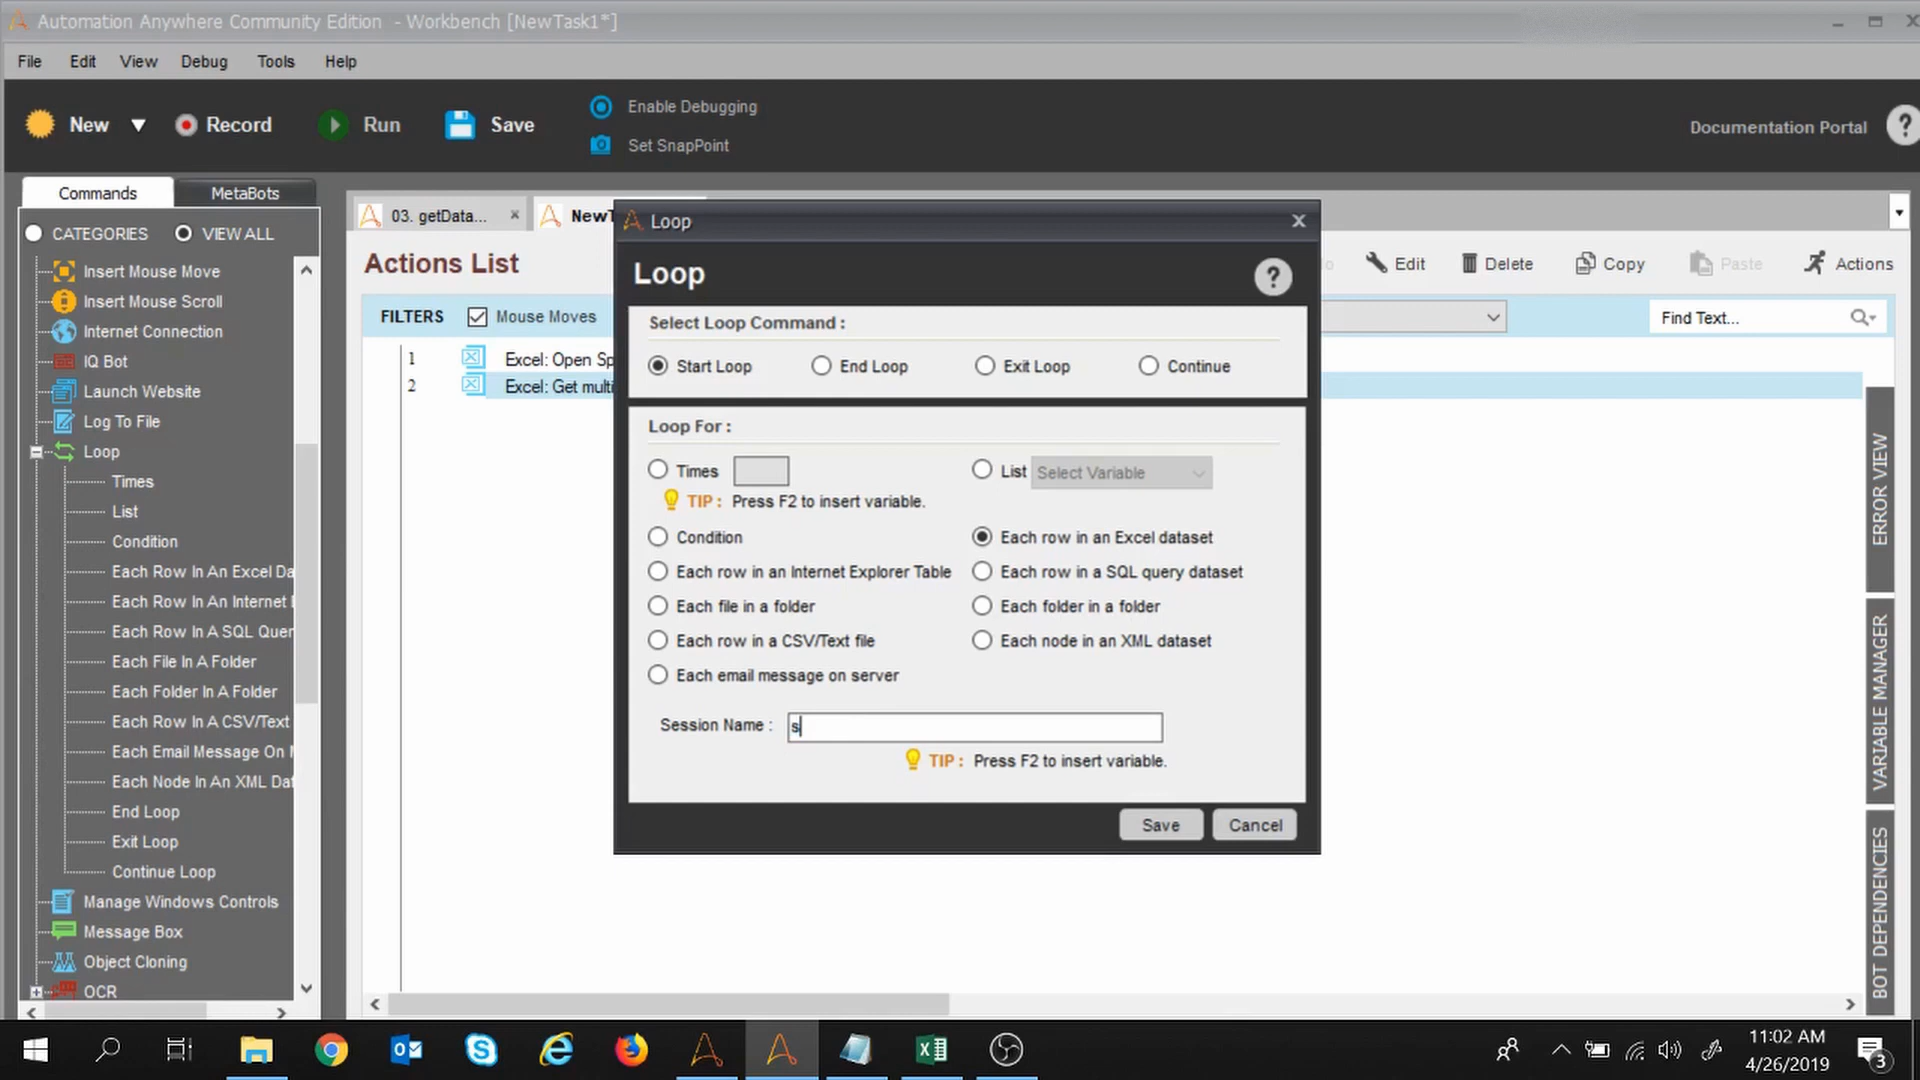 Automation Anywhere Community Edition - Workbench [NewTask1*]
File Edit View Debug Tools Help
New Record Run Save
Enable Debugging
Set SnapPoint
Documentation Portal ?
Commands MetaBots
CATEGORIES VIEW ALL
Insert Mouse Move
Insert Mouse Scroll
Internet Connection
IQ Bot
Launch Website
Log To File
Loop
Times
List
Condition
Each Row In An Excel Da
Each Row In An Internet
Each Row In A SQL Quer
Each File In A Folder
Each Folder In A Folder
Each Row In A CSV/Text
Each Email Message On
Each Node In An XML Dat
End Loop
Exit Loop
Continue Loop
Manage Windows Controls
Message Box
Object Cloning
OCR
03. getData...
Actions List
Edit Delete Copy Paste Actions
FILTERS Mouse Moves
Find Text...
1 Excel: Open Sp
2 Excel: Get multi
Loop
Loop ?
Select Loop Command :
Start Loop End Loop Exit Loop Continue
Loop For :
Times List Select Variable
TIP : Press F2 to insert variable.
Condition Each row in an Excel dataset
Each row in an Internet Explorer Table Each row in a SQL query dataset
Each file in a folder Each folder in a folder
Each row in a CSV/Text file Each node in an XML dataset
Each email message on server
Session Name : s
TIP : Press F2 to insert variable.
Save Cancel
ERROR VIEW
VARIABLE MANAGER
BOT DEPENDENCIES
11:02 AM
4/26/2019
3